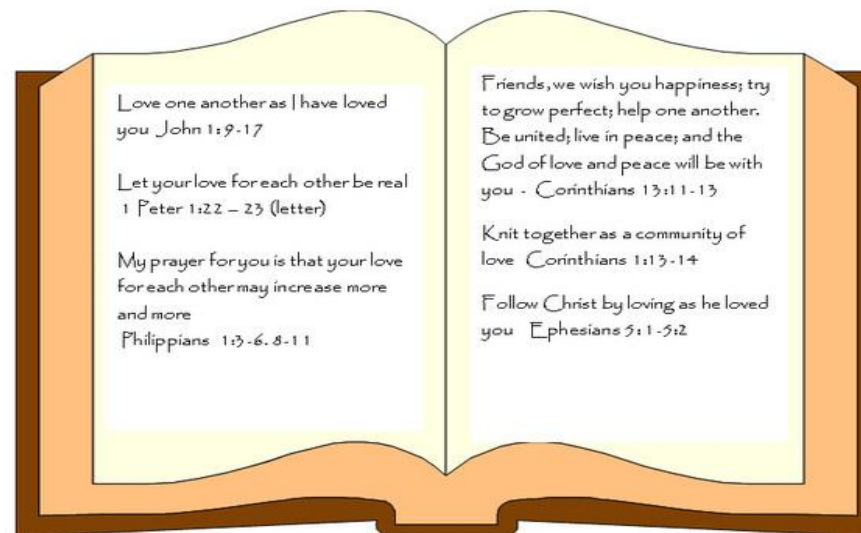 Love one another as I have loved
you John 1:9-17
Let your love for each other be real
1 Peter 1:22 – 23 (letter)
My prayer for you is that your love
for each other may increase more
and more
Philippians 1:3-6. 8-11
Friends, we wish you happiness; try
to grow perfect; help one another.
Be united; live in peace; and the
God of love and peace will be with
you - Corinthians 13:11-13
Knit together as a community of
love Corinthians 1:13-14
Follow Christ by loving as he loved
you Ephesians 5:1-5:2